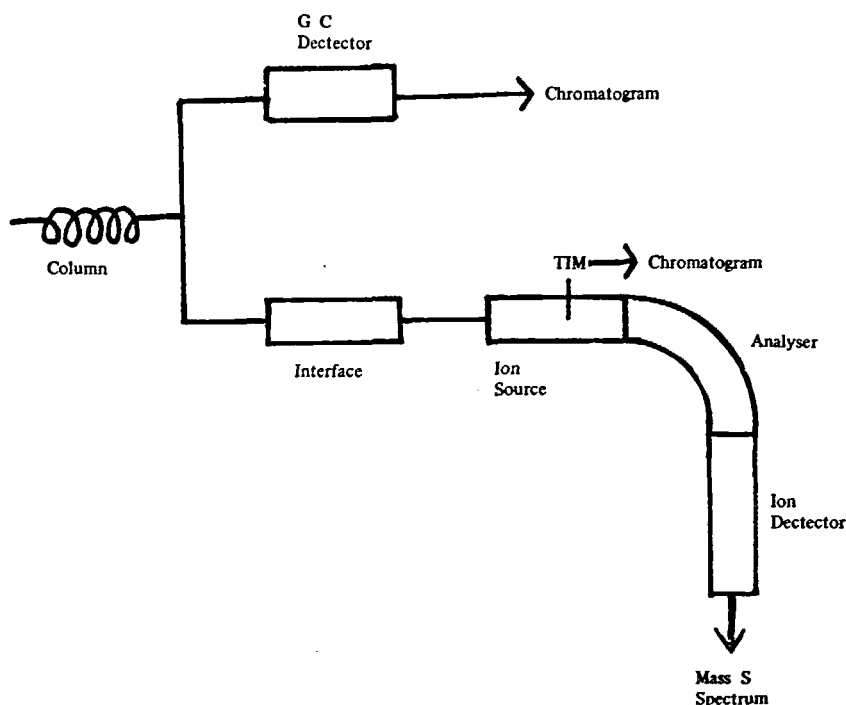 G C
Dectector
Chromatogram
Column
TIM
Chromatogram
Interface
Ion
Source
Analyser
Ion
Dectector
Mass S
Spectrum